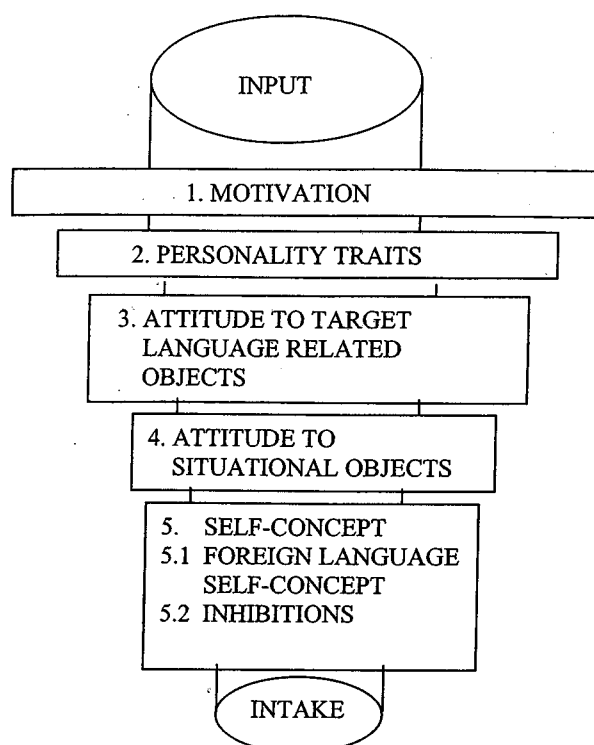 INPUT
1. MOTIVATION
2. PERSONALITY TRAITS
3. ATTITUDE TO TARGET
LANGUAGE RELATED
OBJECTS
4. ATTITUDE TO
SITUATIONAL OBJECTS
5. SELF-CONCEPT
5.1 FOREIGN LANGUAGE
SELF-CONCEPT
5.2 INHIBITIONS
INTAKE